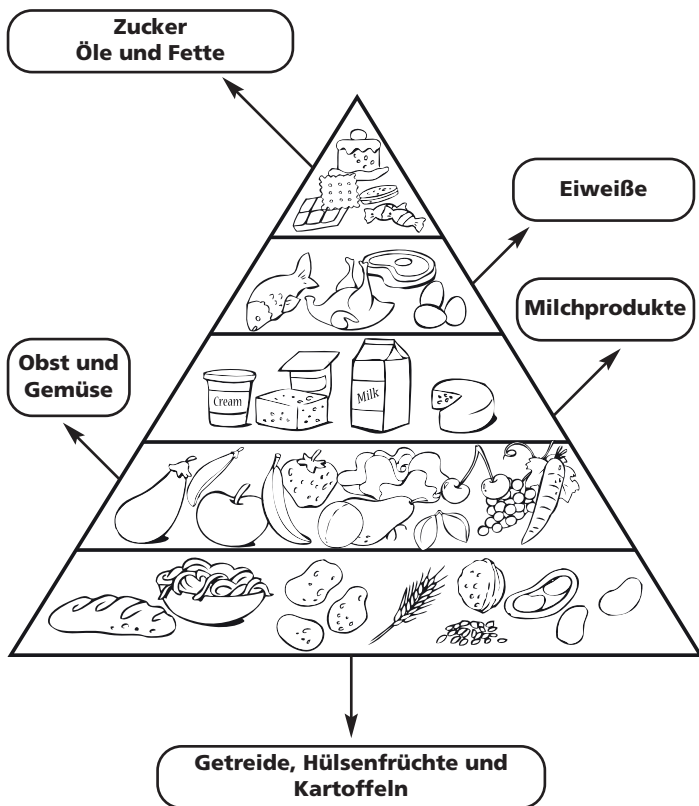 Zucker
Öle und Fette
Eiweiße
Milchprodukte
Obst und
Gemüse
Cream
Milk
Getreide, Hülsenfrüchte und
Kartoffeln